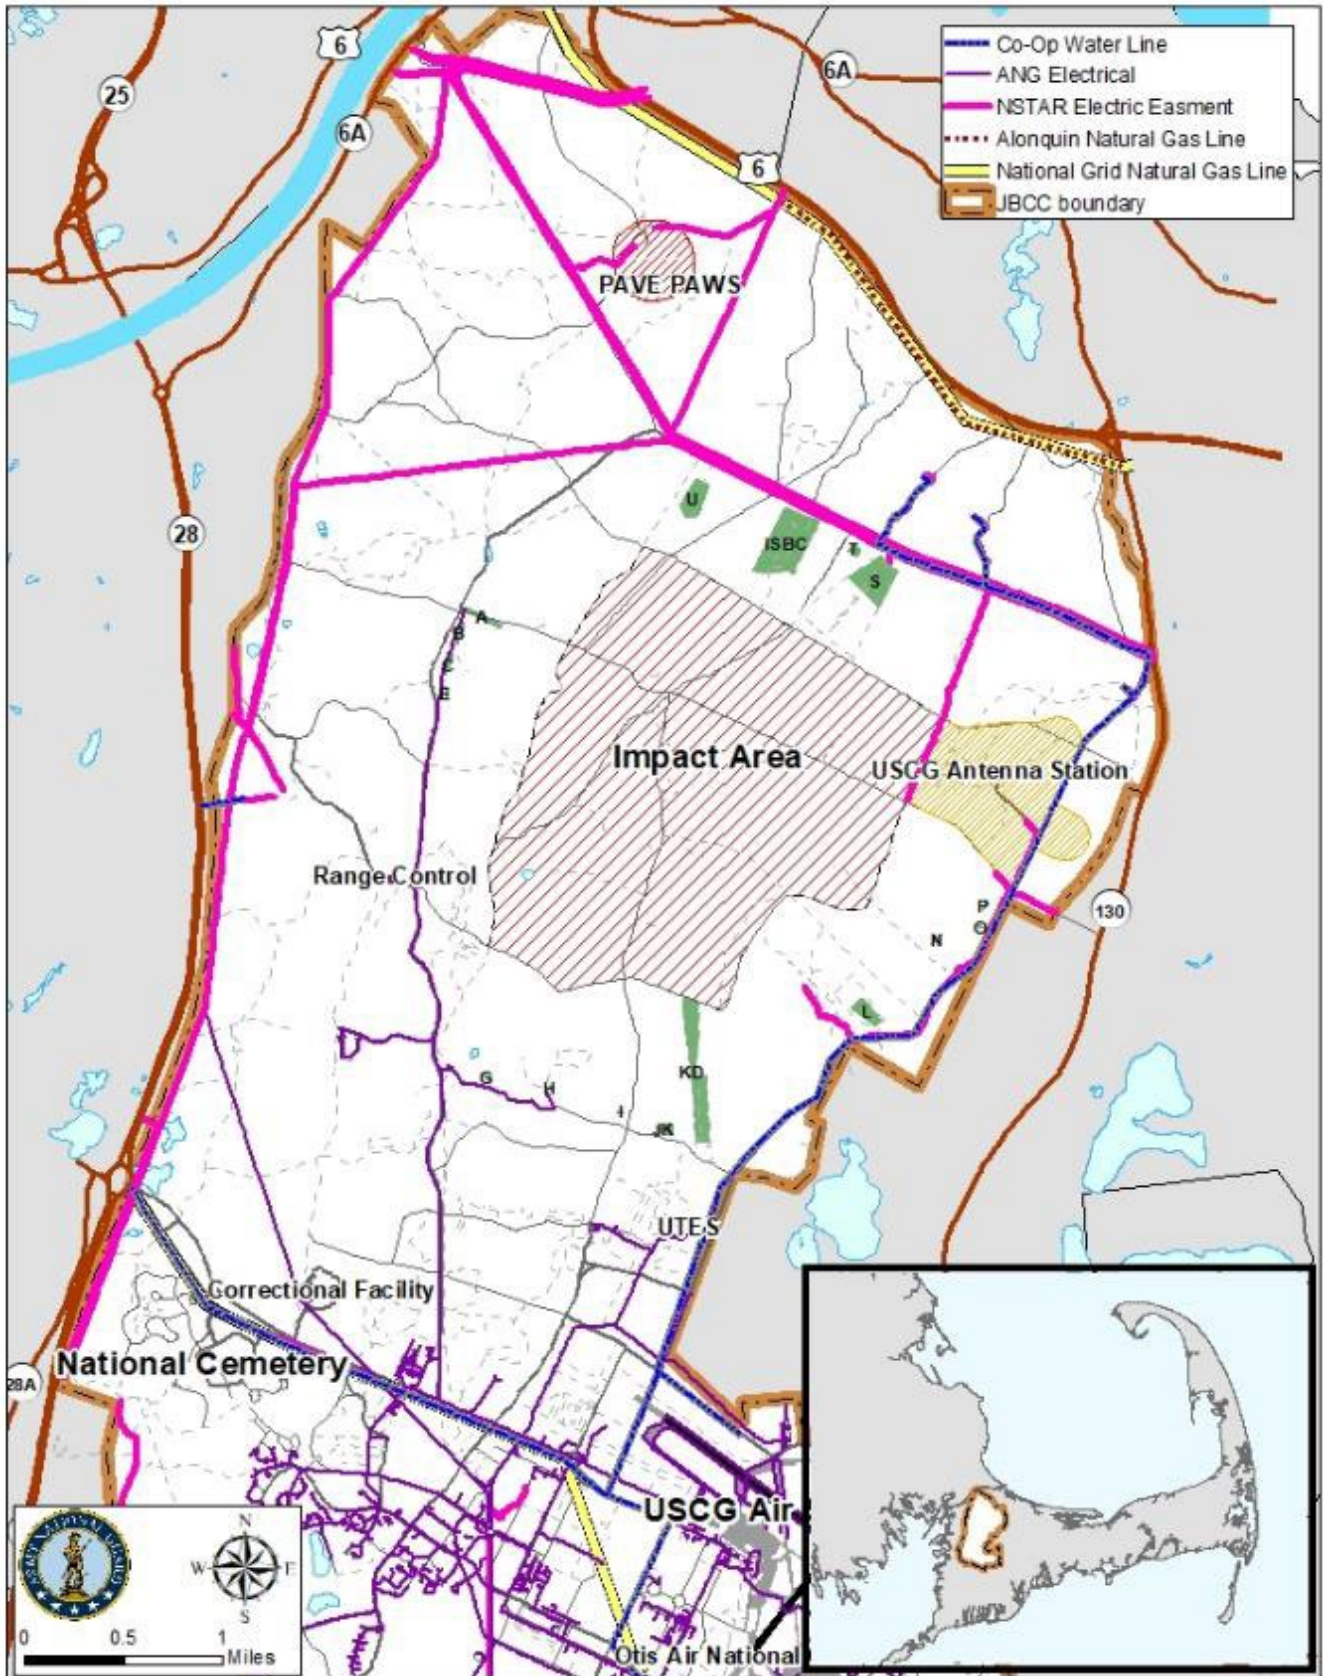 6
6A
25
6A
6
Co-Op Water Line
ANG Electrical
NSTAR Electric Easment
Alonquin Natural Gas Line
National Grid Natural Gas Line
JBCC boundary
PAVE PAWS
28
U
ISBC
T
S
A
B
C
E
Impact Area
USCG Antenna Station
Range Control
P
O
N
130
L
G
H
KD
JK
UTES
Correctional Facility
National Cemetery
28A
USCG Air
Otis Air National
N
W
E
S
0 0.5 1
Miles